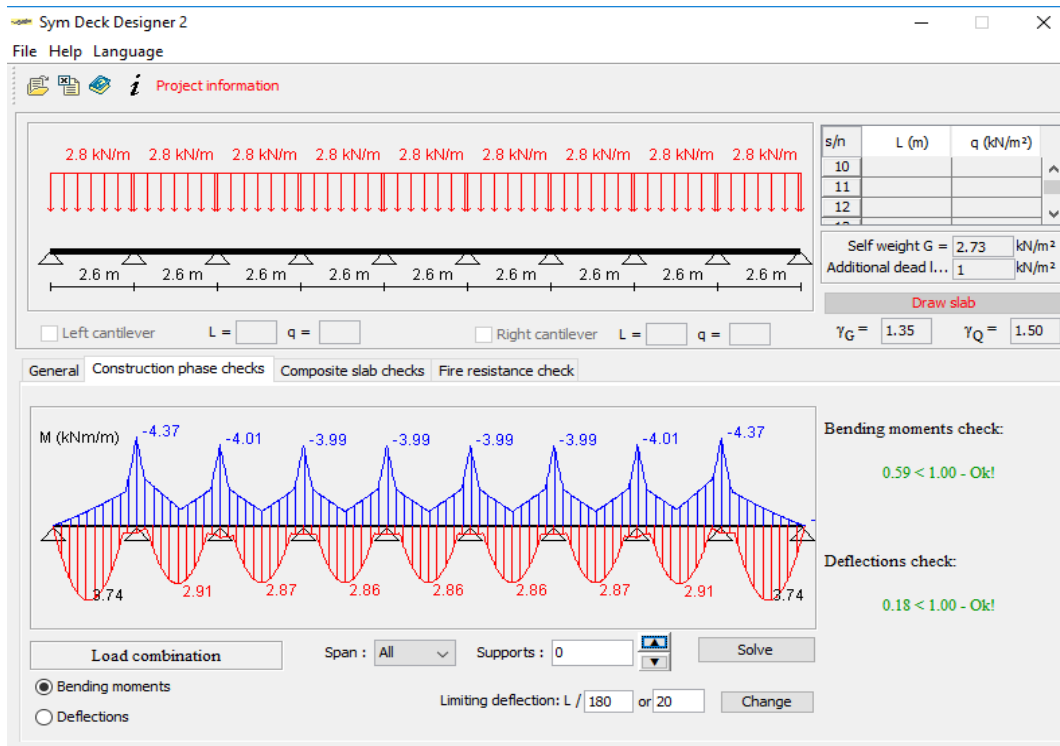 Sym Deck Designer 2
File Help Language
i Project information
2.8 kN/m 2.8 kN/m 2.8 kN/m 2.8 kN/m 2.8 kN/m 2.8 kN/m 2.8 kN/m 2.8 kN/m 2.8 kN/m
2.6 m 2.6 m 2.6 m 2.6 m 2.6 m 2.6 m 2.6 m 2.6 m 2.6 m
s/n L (m) q (kN/m²)
10
11
12
Self weight G = 2.73 kN/m²
Additional dead l... 1 kN/m²
Draw slab
Left cantilever L = q = Right cantilever L = q =
γG = 1.35 γQ = 1.50
General Construction phase checks Composite slab checks Fire resistance check
M (kNm/m) -4.37 -4.01 -3.99 -3.99 -3.99 -3.99 -4.01 -4.37
3.74 2.91 2.87 2.86 2.86 2.86 2.87 2.91 3.74
Bending moments check:
0.59 < 1.00 - Ok!
Deflections check:
0.18 < 1.00 - Ok!
Load combination Span : All Supports : 0 Solve
Bending moments
Deflections
Limiting deflection: L / 180 or 20 Change